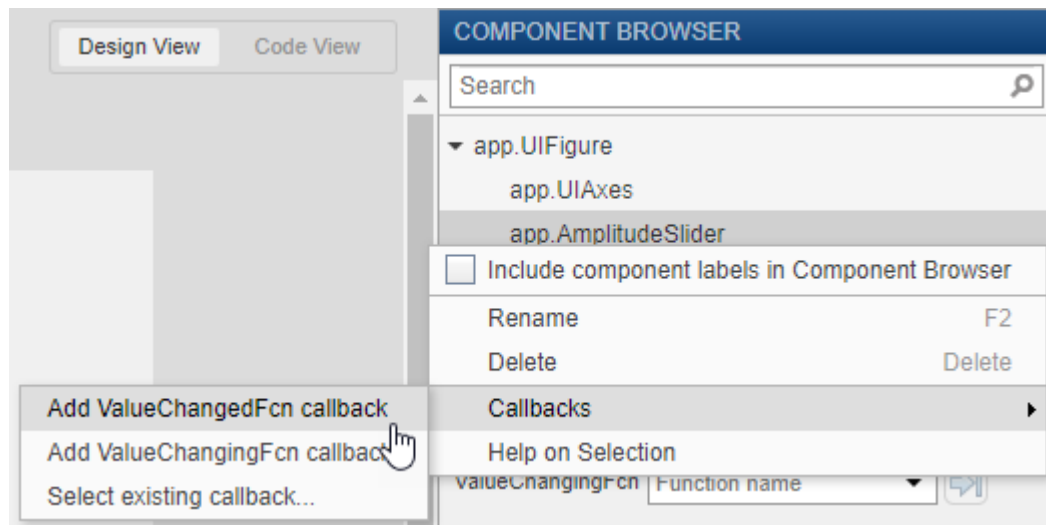 Design View
Code View
COMPONENT BROWSER
Search
app.UIFigure
app.UIAxes
app.AmplitudeSlider
Include component labels in Component Browser
Rename F2
Delete Delete
Callbacks
Help on Selection
Add ValueChangedFcn callback
Add ValueChangingFcn callback
Select existing callback...
ValueChangingFcn Function name